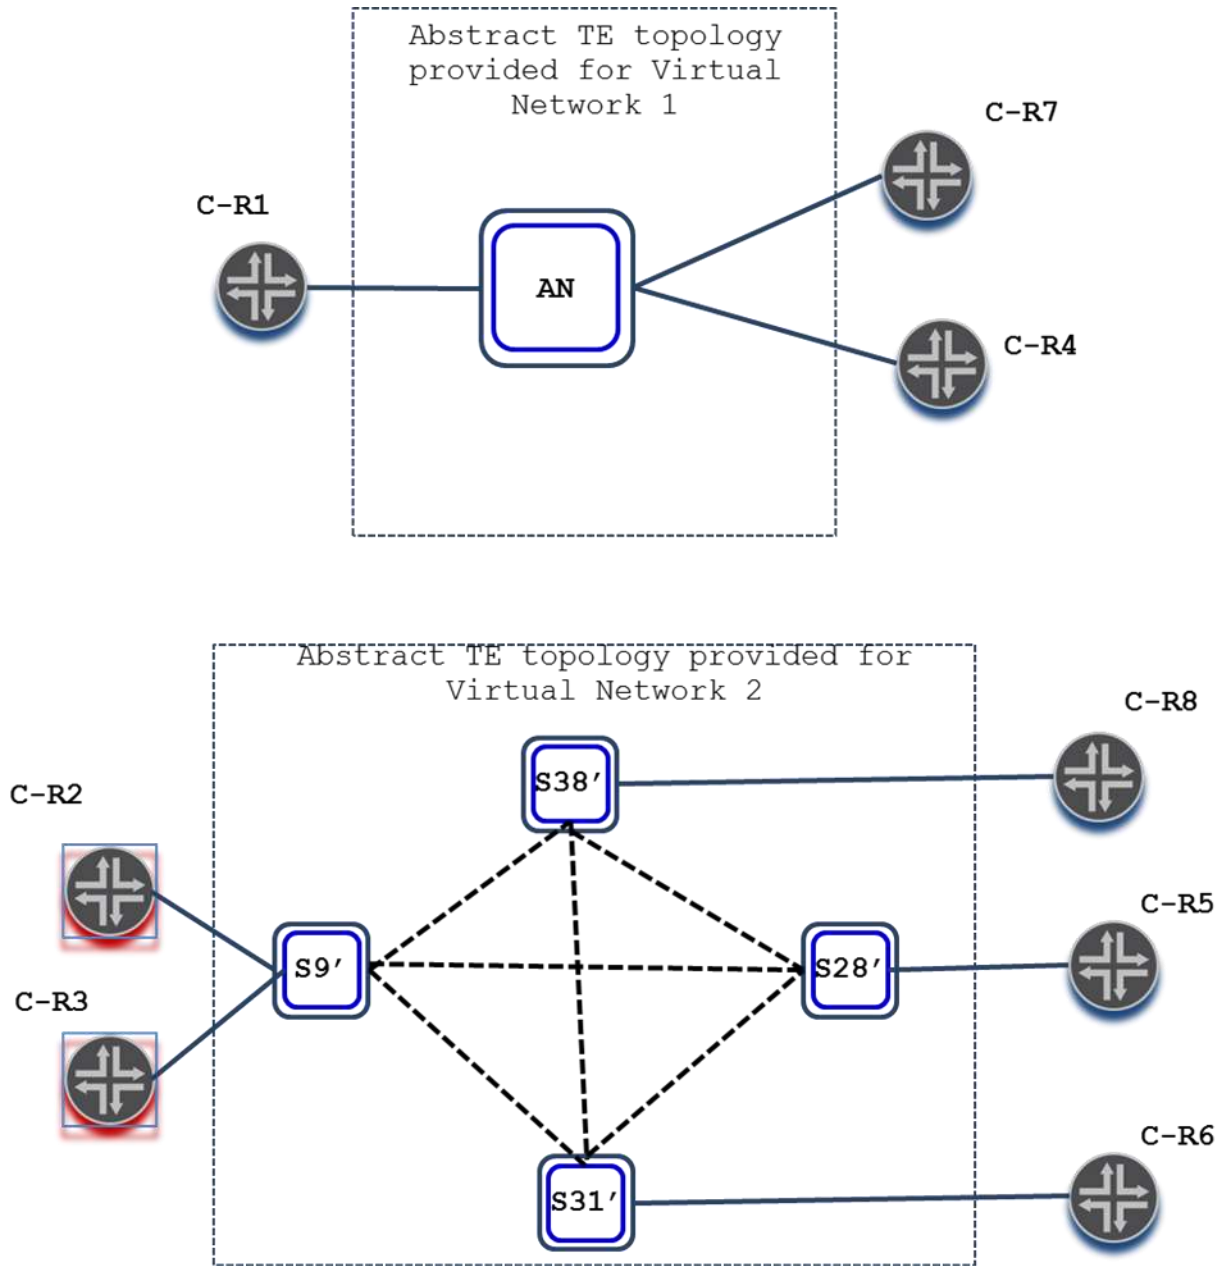 Abstract TE topology
provided for Virtual
Network 1
C-R7
C-R1
AN
C-R4
Abstract TE topology provided for
Virtual Network 2
C-R8
S38′
C-R2
C-R5
S9′
S28′
C-R3
C-R6
S31′